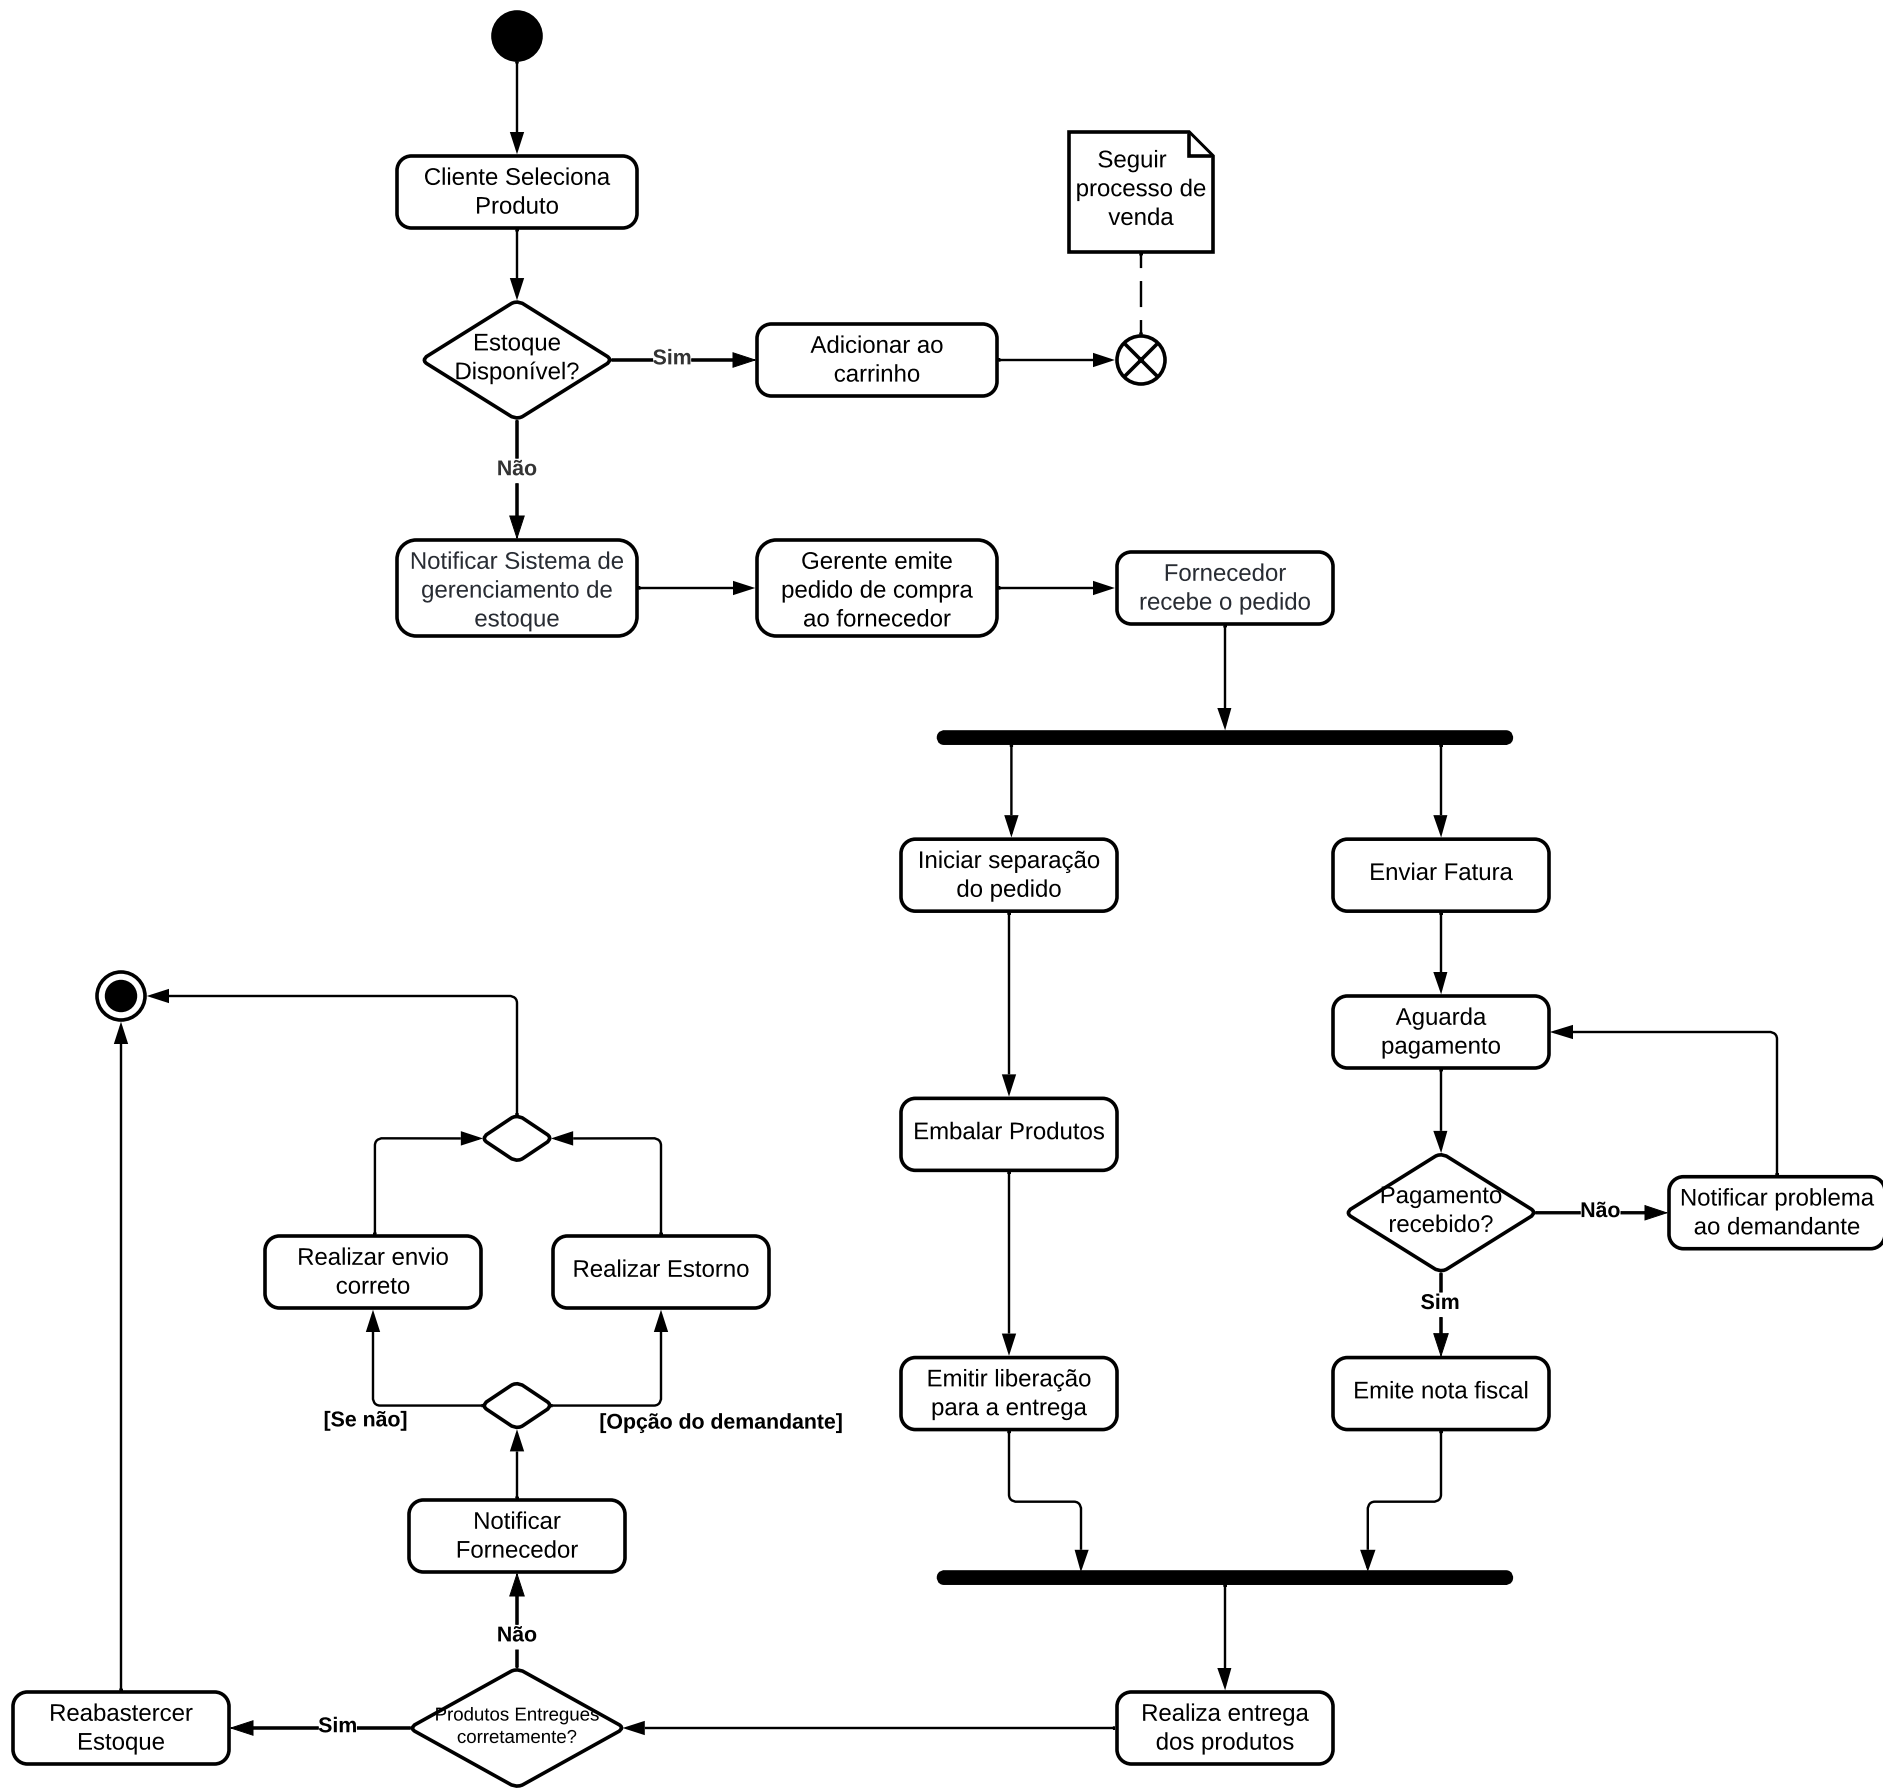 Cliente Seleciona
Produto
Seguir
processo de
venda
Estoque
Disponível?
Sim
Adicionar ao
carrinho
Não
Notificar Sistema de
gerenciamento de
estoque
Gerente emite
pedido de compra
ao fornecedor
Fornecedor
recebe o pedido
Iniciar separação
do pedido
Enviar Fatura
Aguarda
pagamento
Embalar Produtos
Pagamento
recebido?
Não
Notificar problema
ao demandante
Sim
Realizar envio
correto
Realizar Estorno
Emitir liberação
para a entrega
Emite nota fiscal
[Se não]
[Opção do demandante]
Notificar
Fornecedor
Não
Reabastercer
Estoque
Sim
Produtos Entregues
corretamente?
Realiza entrega
dos produtos